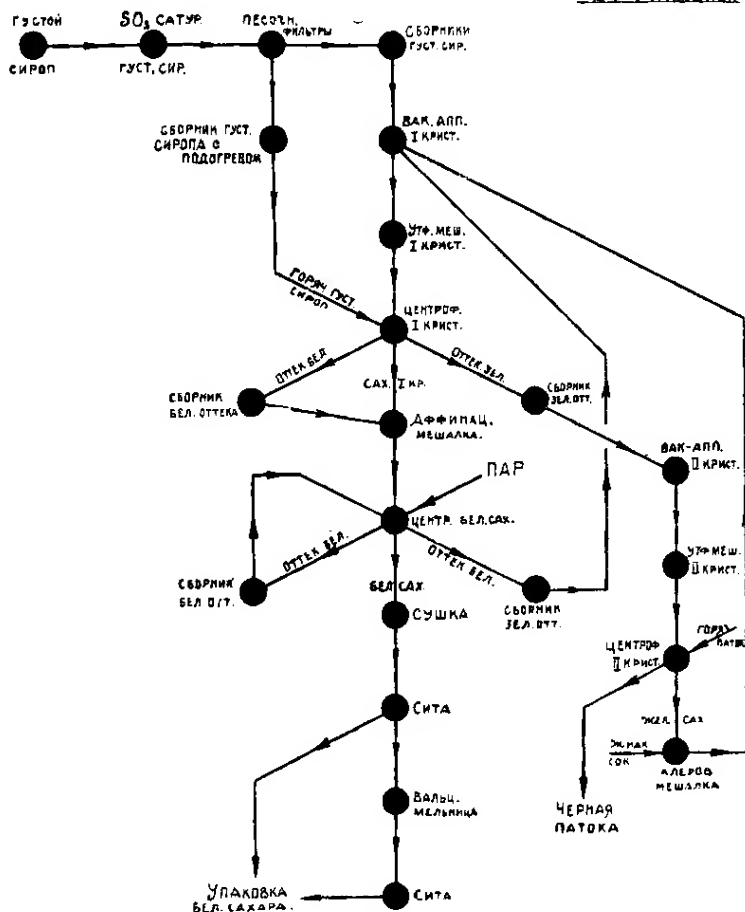 ГУСТОЙ
СИРОП
SO₂ САТУР.
ГУСТ. СИР.
ПЕСОЧН.
ФИЛЬТРЫ
СБОРНИКИ
ГУСТ. СИР.
СБОРНИК ГУСТ.
СИРОПА С
ПОДОГРЕВОМ
ВАК. АПП.
I КРИСТ.
УТФ. МЕШ.
I КРИСТ.
ГОРЯЧ ГУСТ.
СИРОП
ЦЕНТРОФ.
I КРИСТ.
ОТТЕК БЕЛ
САХ. I КР.
ОТТЕК ЗЕЛ.
СБОРНИК
БЕЛ. ОТТЕКА
СБОРНИК
ЗЕЛ. ОТТ.
АФФИНАЦ.
МЕШАЛКА.
ВАК-АПП.
II КРИСТ.
ПАР
ЦЕНТР. БЕЛ. САХ.
ОТТЕК БЕЛ.
ОТТЕК БЕЛ.
СБОРНИК
БЕЛ ОТТ.
БЕЛ САХ.
СБОРНИК
ЗЕЛ. ОТТ.
УТФ МЕШ.
II КРИСТ.
СУШКА
ЦЕНТРОФ
II КРИСТ.
ГОРЯЧ
СИТА
ЖЕЛ. САХ
СОК
АЛЕРОВ
МЕШАЛКА
ВАЛЬЦ.
МЕЛЬНИЦА
ЧЕРНАЯ
ПАТОКА
УПАКОВКА
БЕЛ. САХАРА.
СИТА